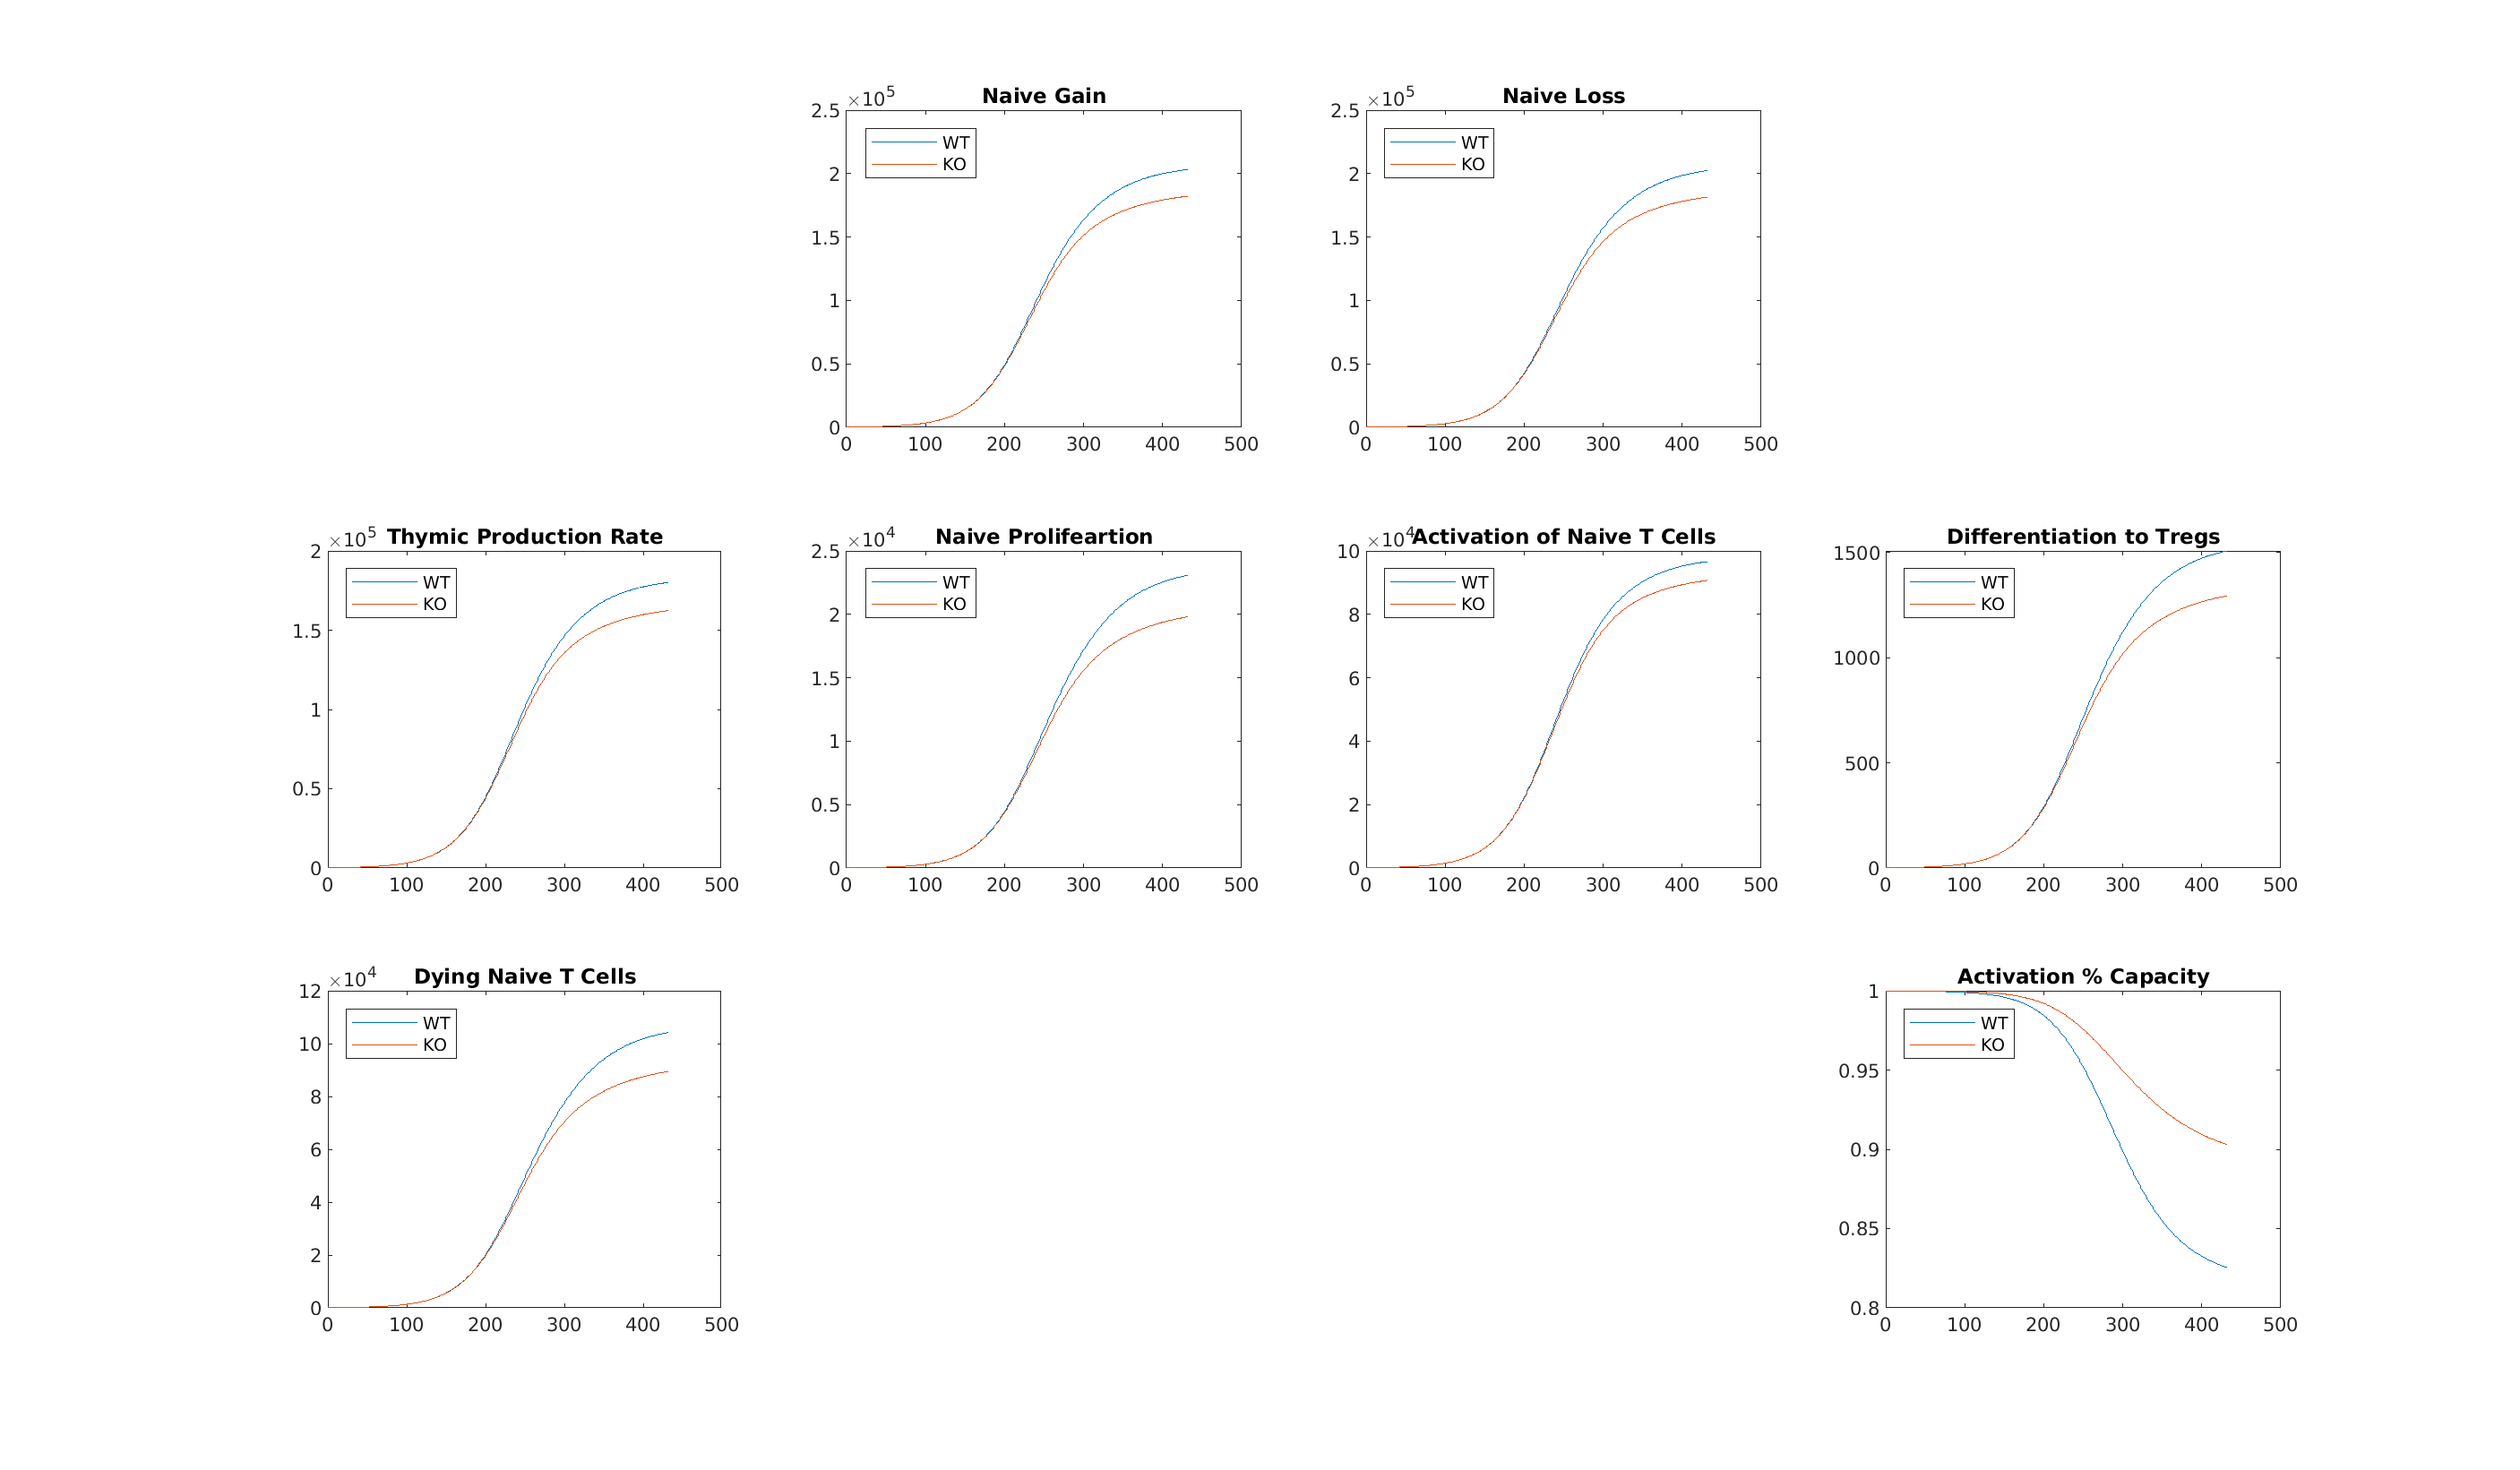 Naive Gain
×10^5
2.5
2
1.5
1
0.5
0
0 100 200 300 400 500
WT
KO
Naive Loss
×10^5
2.5
2
1.5
1
0.5
0
0 100 200 300 400 500
WT
KO
Thymic Production Rate
×10^5
2
1.5
1
0.5
0
0 100 200 300 400 500
WT
KO
Naive Prolifeartion
×10^4
2.5
2
1.5
1
0.5
0
0 100 200 300 400 500
WT
KO
Activation of Naive T Cells
×10^4
10
8
6
4
2
0
0 100 200 300 400 500
WT
KO
Differentiation to Tregs
1500
1000
500
0
0 100 200 300 400 500
WT
KO
Dying Naive T Cells
×10^4
12
10
8
6
4
2
0
0 100 200 300 400 500
WT
KO
Activation % Capacity
1
0.95
0.9
0.85
0.8
0 100 200 300 400 500
WT
KO